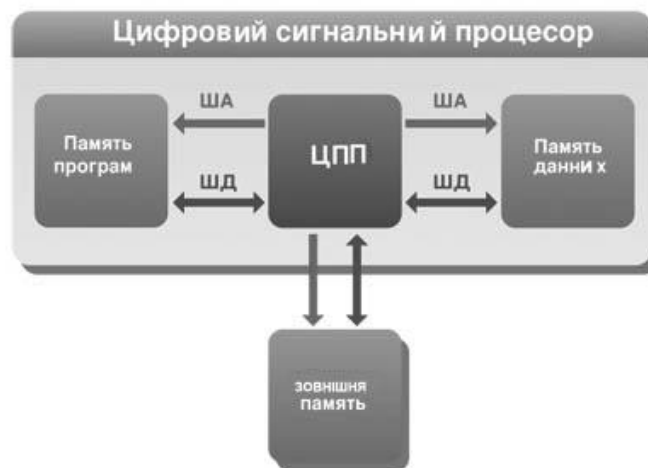 Цифровий сигнальний процесор
ША
ША
Память
програм
ЦПП
Память
данних
ШД
ШД
зовнішня
память